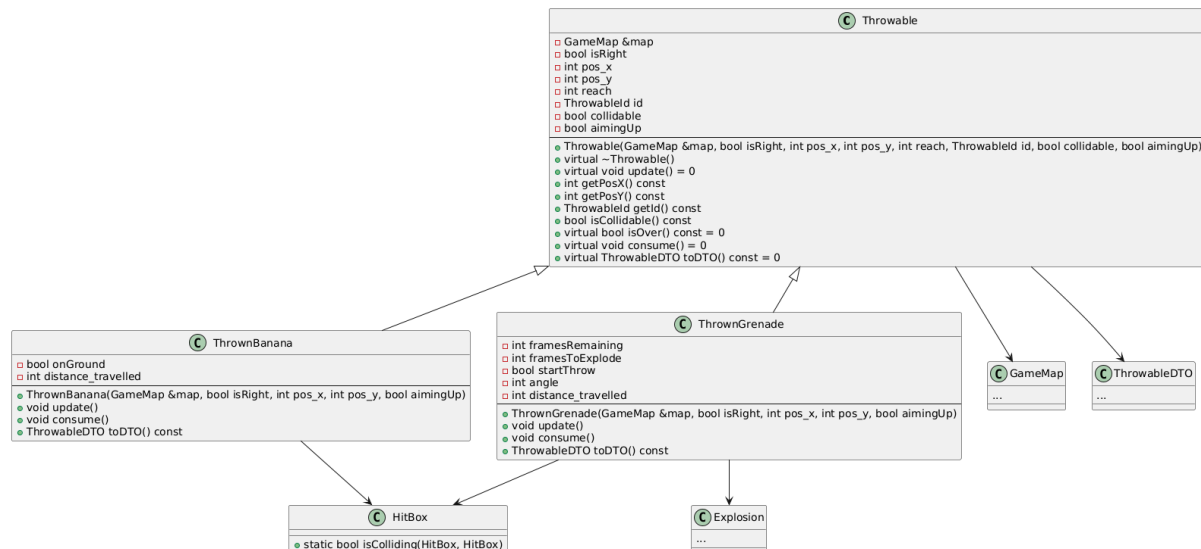 Throwable
GameMap &map
bool isRight
int pos_x
int pos_y
int reach
ThrowableId id
bool collidable
bool aimingUp
Throwable(GameMap &map, bool isRight, int pos_x, int pos_y, int reach, ThrowableId id, bool collidable, bool aimingUp)
virtual ~Throwable()
virtual void update() = 0
int getPosX() const
int getPosY() const
ThrowableId getId() const
bool isCollidable() const
virtual bool isOver() const = 0
virtual void consume() = 0
virtual ThrowableDTO toDTO() const = 0
ThrownBanana
bool onGround
int distance_travelled
ThrownBanana(GameMap &map, bool isRight, int pos_x, int pos_y, bool aimingUp)
void update()
void consume()
ThrowableDTO toDTO() const
ThrownGrenade
int framesRemaining
int framesToExplode
bool startThrow
int angle
int distance_travelled
ThrownGrenade(GameMap &map, bool isRight, int pos_x, int pos_y, bool aimingUp)
void update()
void consume()
ThrowableDTO toDTO() const
GameMap
...
ThrowableDTO
...
HitBox
static bool isColliding(HitBox, HitBox)
Explosion
...